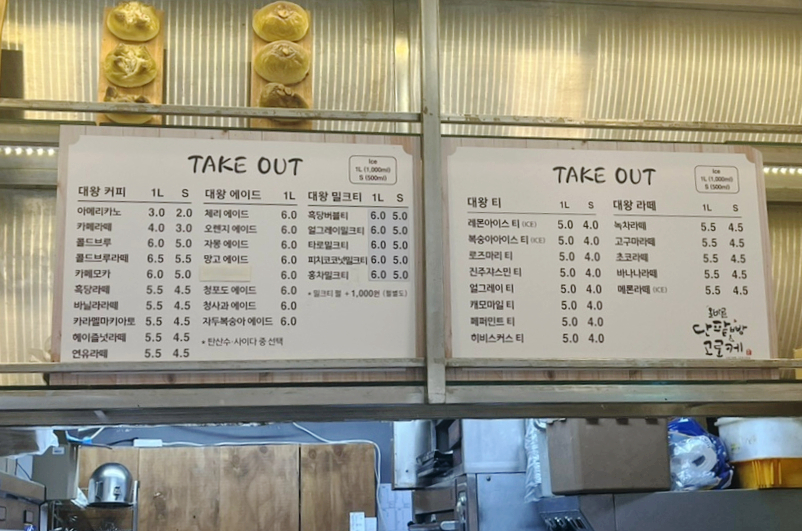 TAKE OUT
Ice
1L (1,000ml)
S (500ml)
대왕 커피 1L S
아메리카노 3.0 2.0
카페라떼 4.0 3.0
콜드브루 6.0 5.0
콜드브루라떼 6.5 5.5
카페모카 6.0 5.0
흑당라떼 5.5 4.5
바닐라라떼 5.5 4.5
카라멜마키아로 5.5 4.5
헤이즐넛라떼 5.5 4.5
연유라떼 5.5 4.5
대왕 에이드 1L
체리 에이드 6.0
오렌지 에이드 6.0
자몽 에이드 6.0
망고 에이드 6.0
청포도 에이드 6.0
청사과 에이드 6.0
자두복숭아 에이드 6.0
* 탄산수·사이다 중 선택
대왕 밀크티 1L S
흑당버블티 6.0 5.0
얼그레이밀크티 6.0 5.0
타로밀크티 6.0 5.0
피치코코넛밀크티 6.0 5.0
홍차밀크티 6.0 5.0
* 밀크티 펄 + 1,000원 (펄별도)
TAKE OUT
Ice
1L (1,000ml)
S (500ml)
대왕 티 1L S
레몬아이스 티 (ICE) 5.0 4.0
복숭아아이스 티 (ICE) 5.0 4.0
로즈마리 티 5.0 4.0
진주쟈스민 티 5.0 4.0
얼그레이 티 5.0 4.0
캐모마일 티 5.0 4.0
페퍼민트 티 5.0 4.0
히비스커스 티 5.0 4.0
대왕 라떼 1L S
녹차라떼 5.5 4.5
고구마라떼 5.5 4.5
초코라떼 5.5 4.5
바나나라떼 5.5 4.5
메론라떼 (ICE) 5.5 4.5
단팥빵
고로케